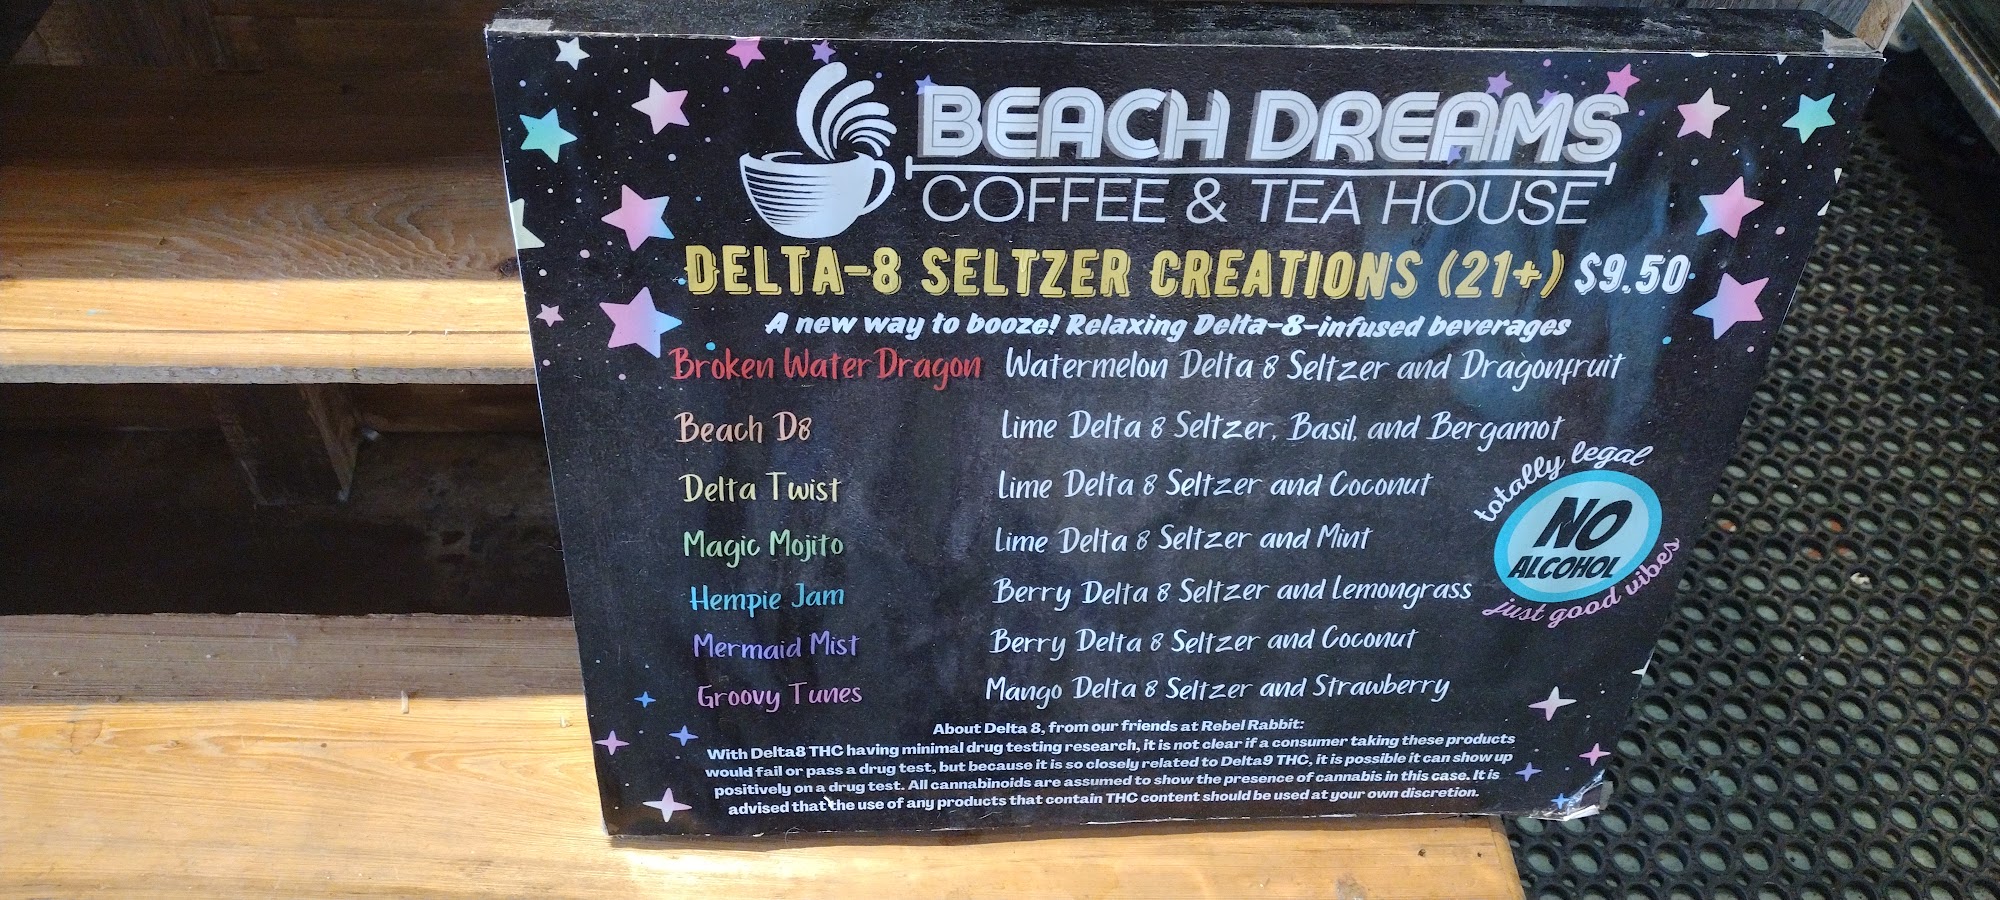 BEACH DREAMS
COFFEE & TEA HOUSE
DELTA-8 SELTZER CREATIONS (21+) $9.50
A new way to booze! Relaxing Delta-8-infused beverages
Broken Water Dragon Watermelon Delta 8 Seltzer and Dragonfruit
Beach D8 Lime Delta 8 Seltzer, Basil, and Bergamot
Delta Twist Lime Delta 8 Seltzer and Coconut
Magic Mojito Lime Delta 8 Seltzer and Mint
Hempie Jam Berry Delta 8 Seltzer and Lemongrass
Mermaid Mist Berry Delta 8 Seltzer and Coconut
Groovy Tunes Mango Delta 8 Seltzer and Strawberry
totally legal
NO
ALCOHOL
just good vibes
About Delta 8, from our friends at Rebel Rabbit:
With Delta8 THC having minimal drug testing research, it is not clear if a consumer taking these products
would fail or pass a drug test, but because it is so closely related to Delta9 THC, it is possible it can show up
positively on a drug test. All cannabinoids are assumed to show the presence of cannabis in this case. It is
advised that the use of any products that contain THC content should be used at your own discretion.